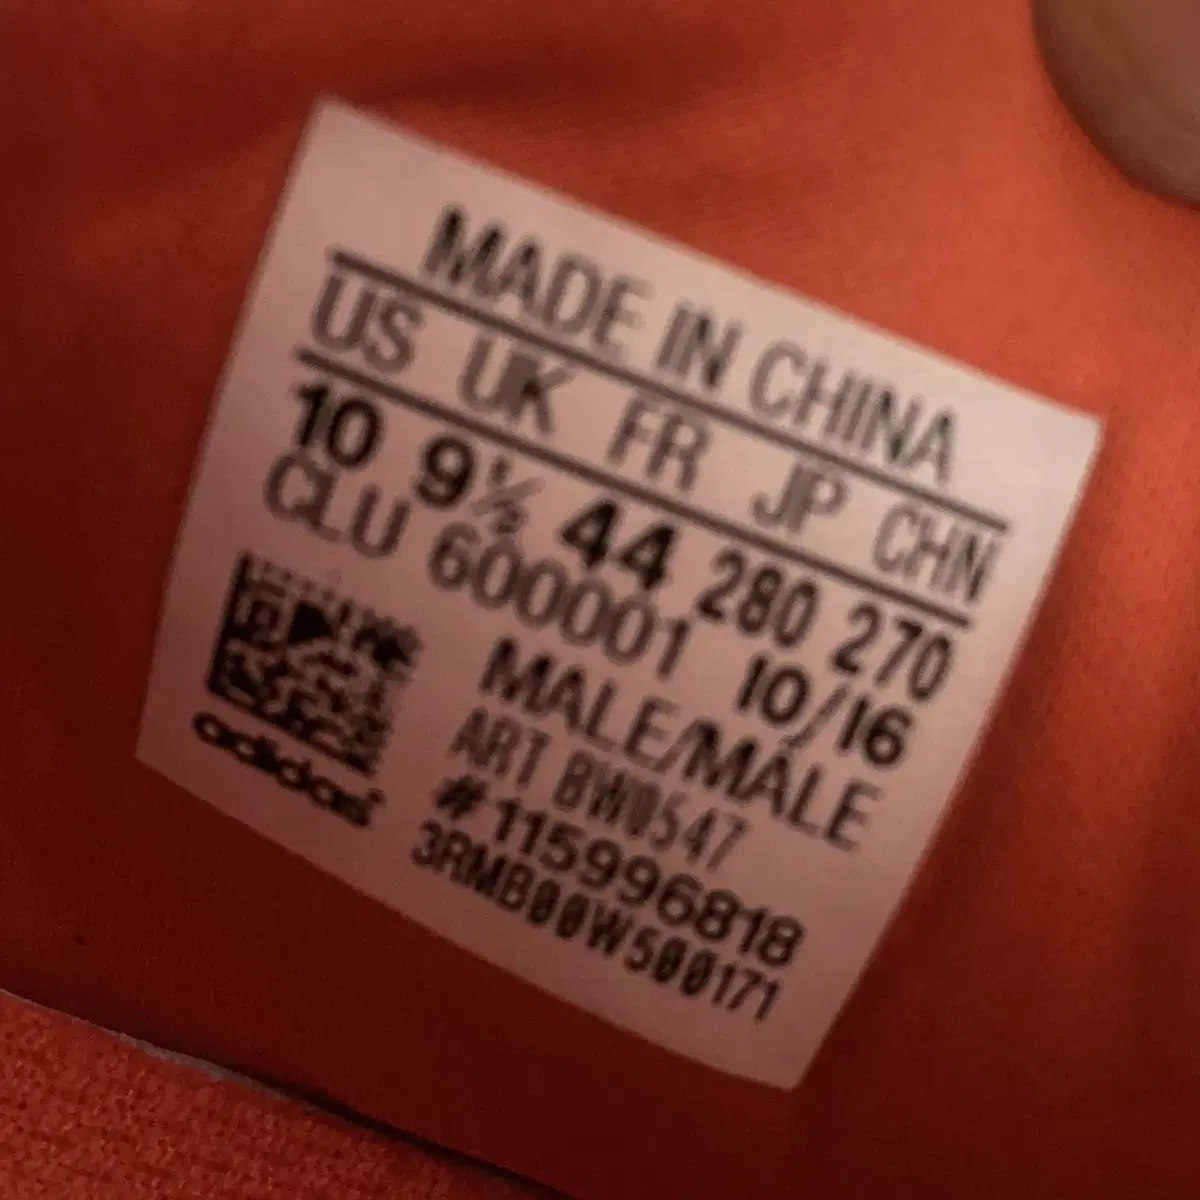 MADE IN CHINA
US UK FR JP CHN
10 9½ 44 280 270
CLU 600001 10/16
MALE/MÂLE
ART BW0547
#115996818
3RMB00W500171
adidas